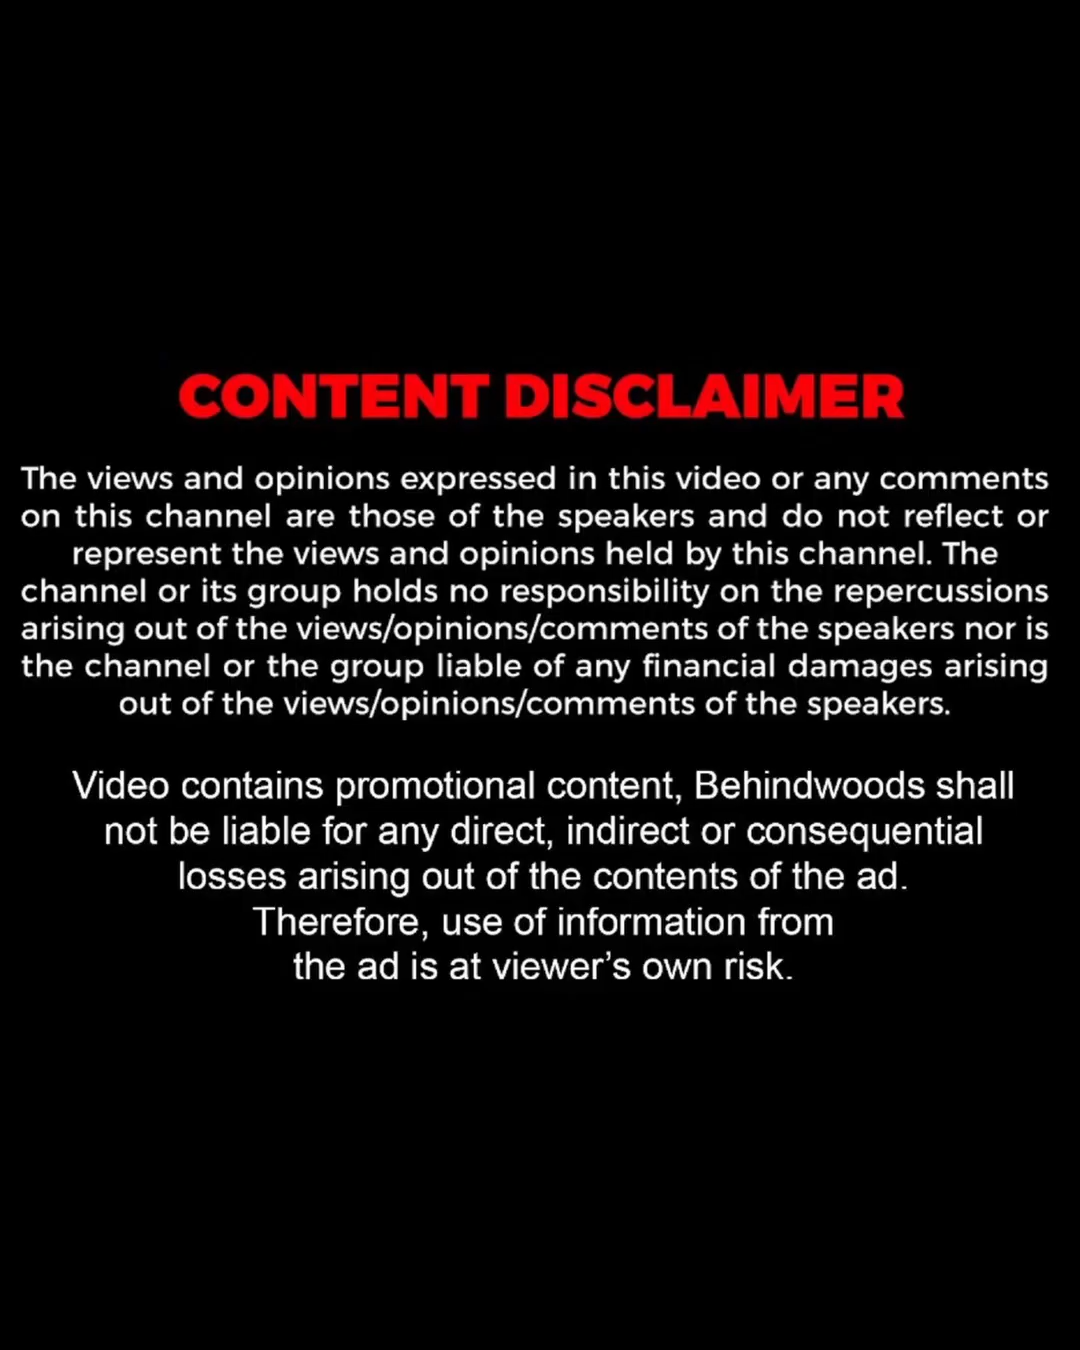 CONTENT DISCLAIMER
The views and opinions expressed in this video or any comments
on this channel are those of the speakers and do not reflect or
represent the views and opinions held by this channel. The
channel or its group holds no responsibility on the repercussions
arising out of the views/opinions/comments of the speakers nor is
the channel or the group liable of any financial damages arising
out of the views/opinions/comments of the speakers.
Video contains promotional content, Behindwoods shall
not be liable for any direct, indirect or consequential
losses arising out of the contents of the ad.
Therefore, use of information from
the ad is at viewer’s own risk.